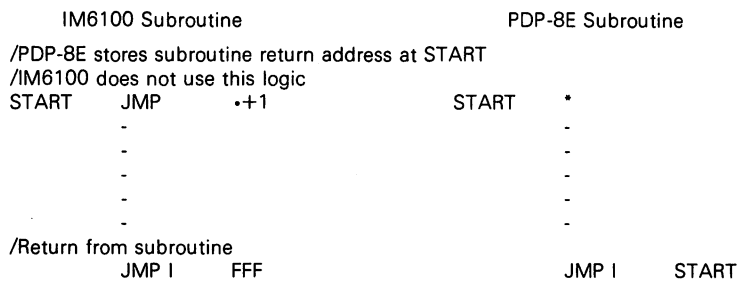 IM6100 Subroutine PDP-8E Subroutine
/PDP-8E stores subroutine return address at START
/IM6100 does not use this logic
START JMP •+1 START *
- -
- -
- -
- -
- -
/Return from subroutine
JMP I FFF JMP I START